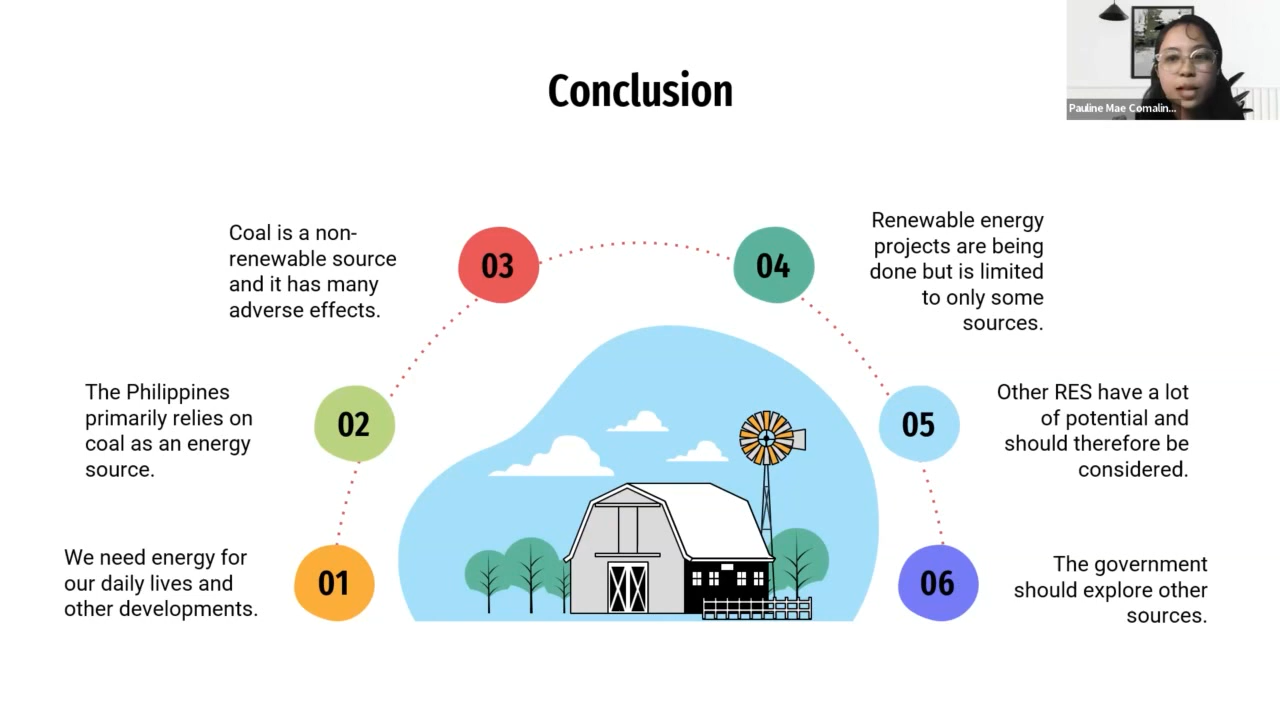 Conclusion
Pauline Mae Comalin...
01
We need energy for
our daily lives and
other developments.
02
The Philippines
primarily relies on
coal as an energy
source.
03
Coal is a non-
renewable source
and it has many
adverse effects.
04
Renewable energy
projects are being
done but is limited
to only some
sources.
05
Other RES have a lot
of potential and
should therefore be
considered.
06
The government
should explore other
sources.